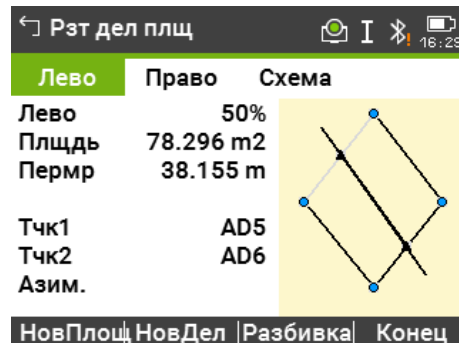 Рзт дел плщ
16:29
Лево Право Схема
Лево 50%
Плщдь 78.296 m2
Пермр 38.155 m
Тчк1 AD5
Тчк2 AD6
Азим.
НовПлощ НовДел Разбивка Конец